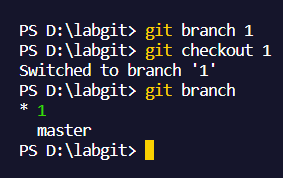 PS D:\labgit> git branch 1
PS D:\labgit> git checkout 1
Switched to branch '1'
PS D:\labgit> git branch
* 1
  master
PS D:\labgit>